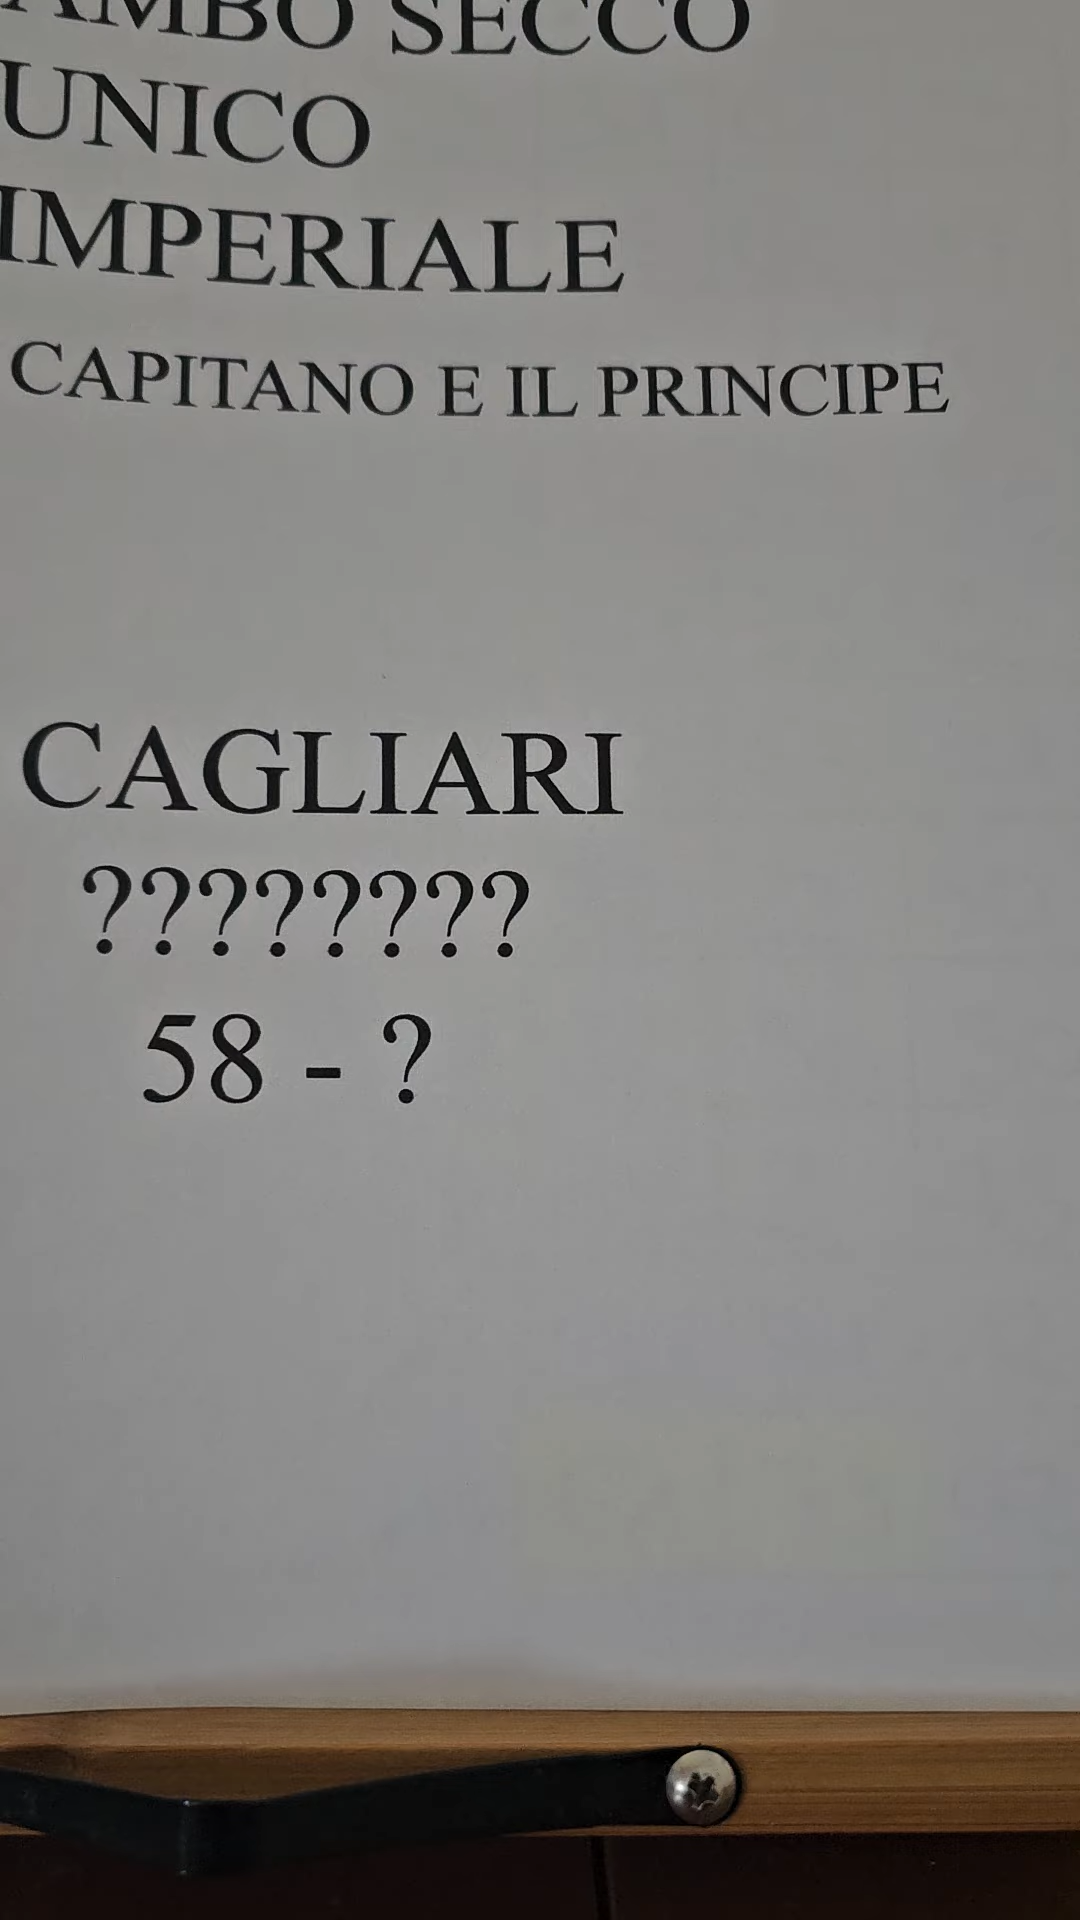 AMBO SECCO
UNICO
IMPERIALE
CAPITANO E IL PRINCIPE
CAGLIARI
????????
58 - ?